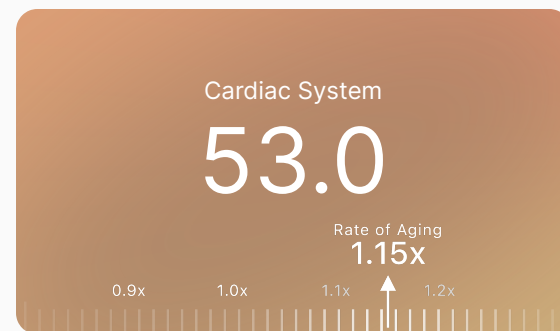 Cardiac System
53.0
Rate of Aging
1.15x
0.9x 1.0x 1.1x 1.2x